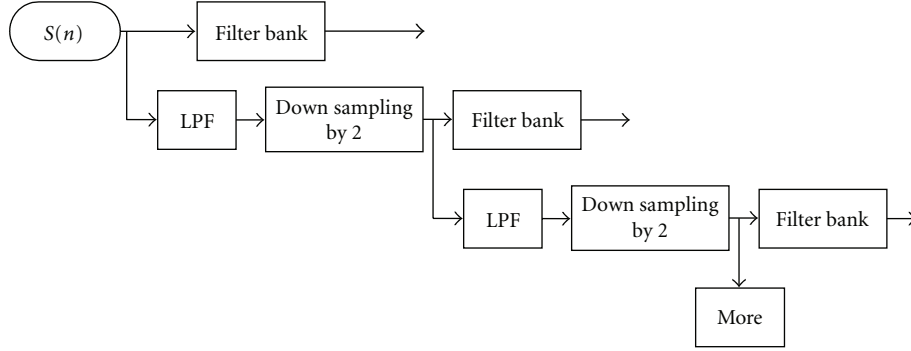 S(n)
Filter bank
LPF
Down sampling
by 2
Filter bank
LPF
Down sampling
by 2
Filter bank
More